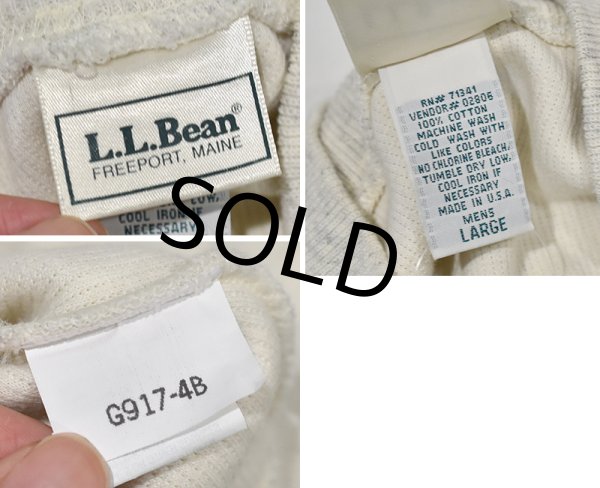 L.L.Bean®
FREEPORT, MAINE
COOL IRON IF
NECESSARY
RN# 71341
VENDOR# 02806
100% COTTON
MACHINE WASH
COLD WASH WITH
LIKE COLORS
NO CHLORINE BLEACH,
TUMBLE DRY LOW,
COOL IRON IF
NECESSARY
MADE IN U.S.A.
MENS
LARGE
SOLD
G917-4B